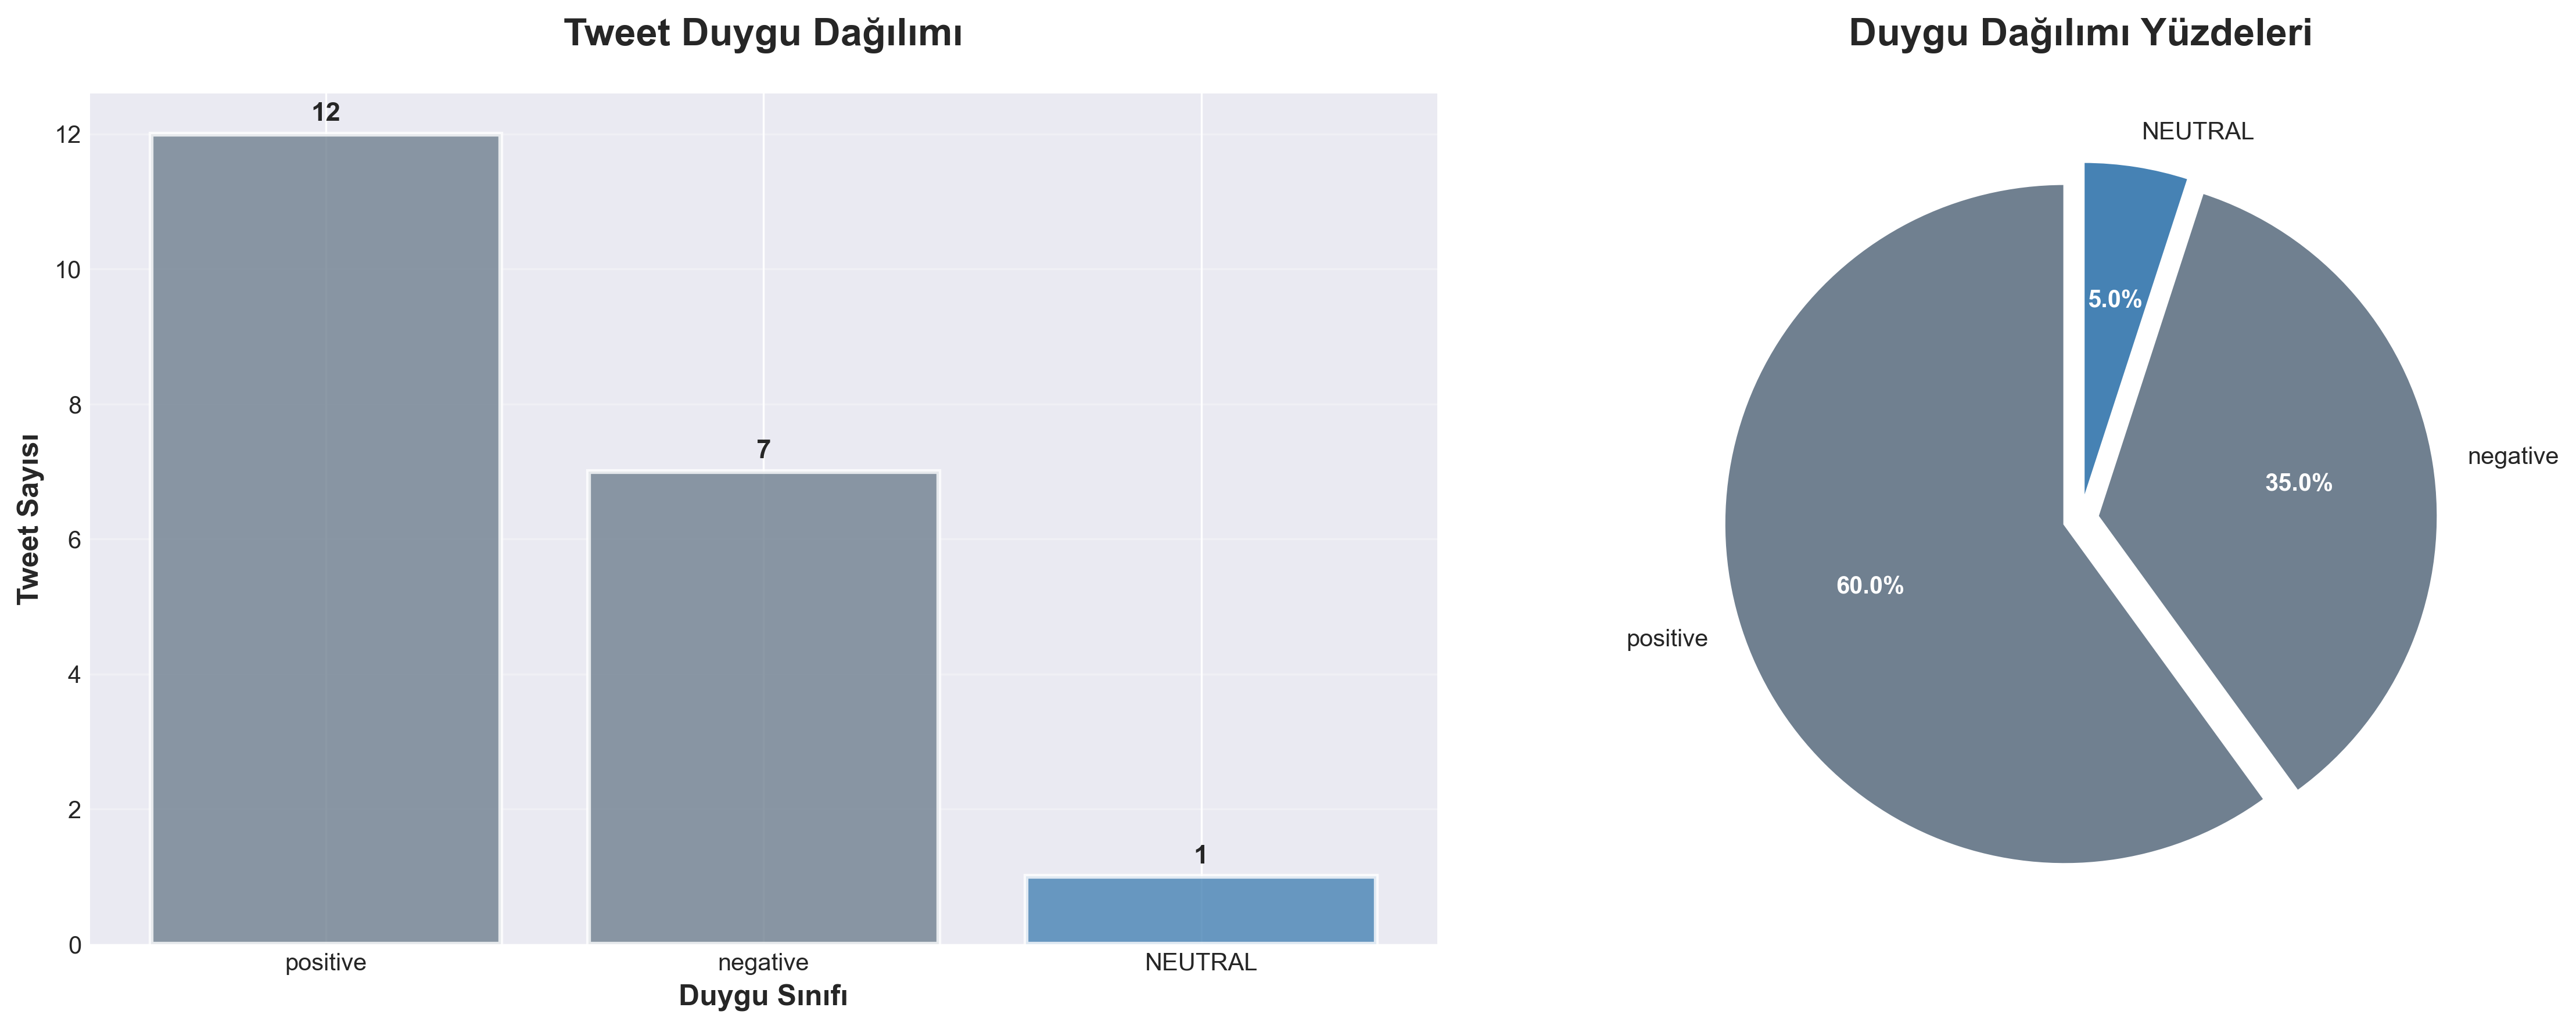 Tweet Duygu Dağılımı
12
7
1
12
10
8
6
4
2
0
Tweet Sayısı
positive
negative
NEUTRAL
Duygu Sınıfı
Duygu Dağılımı Yüzdeleri
NEUTRAL
5.0%
negative
35.0%
60.0%
positive